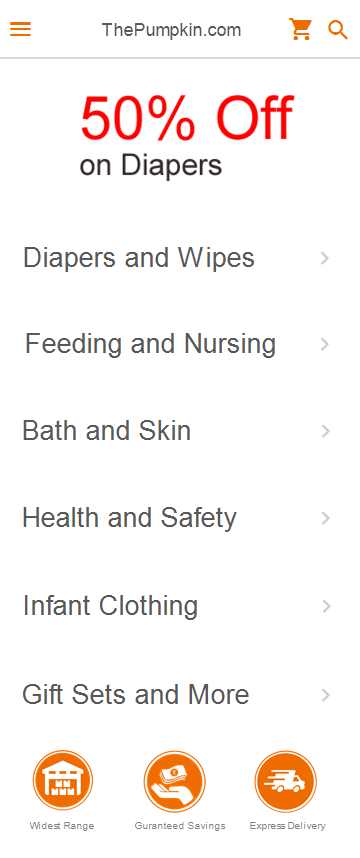 ThePumpkin.com
50% Off
on Diapers
Diapers and Wipes
Feeding and Nursing
Bath and Skin
Health and Safety
Infant Clothing
Gift Sets and More
Widest Range
Guranteed Savings
Express Delivery